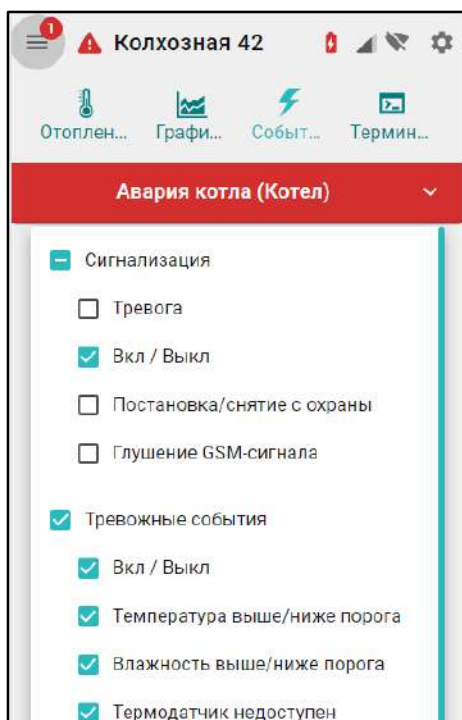 1
Колхозная 42
Отоплен... Графи... Событ... Термин...
Авария котла (Котел)
Сигнализация
Тревога
Вкл / Выкл
Постановка/снятие с охраны
Глушение GSM-сигнала
Тревожные события
Вкл / Выкл
Температура выше/ниже порога
Влажность выше/ниже порога
Термодатчик недоступен